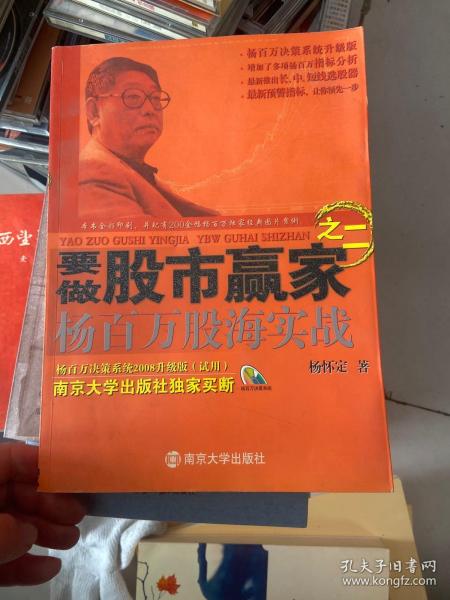 ·杨百万决策系统升级版
·增加了多项杨百万指标分析
·最新推出长、中、短线选股器
·最新预警指标，让你领先一步
本书全彩印刷，并配有200余幅杨百万独家经典图片案例
YAO ZUO GUSHI YINGJIA YBW GUHAI SHIZHAN
之二
要做股市赢家
杨百万股海实战
杨百万决策系统2008升级版（试用）
杨怀定 著
南京大学出版社独家买断
南京大学出版社
孔夫子旧书网
www.kongfz.com